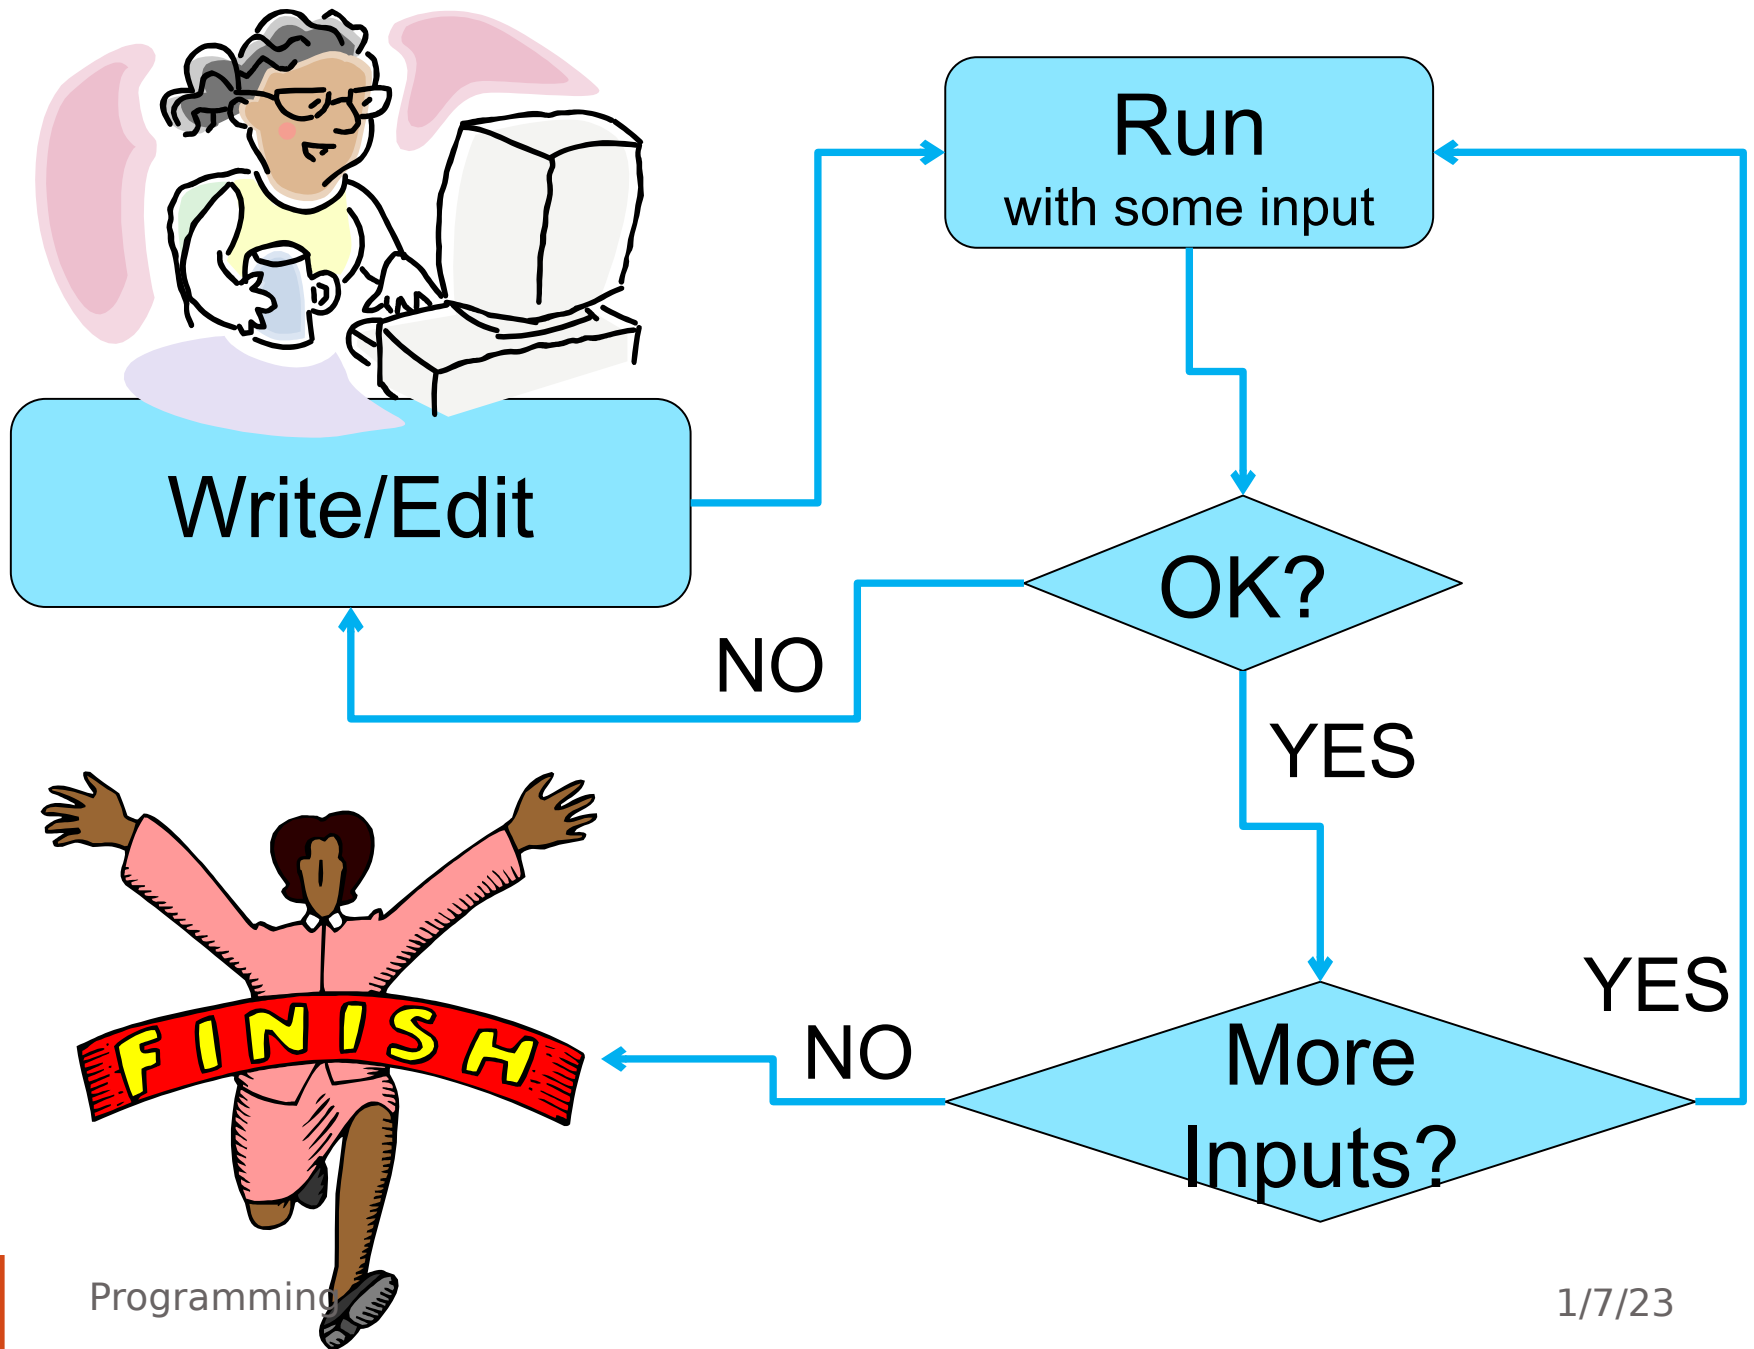 Run
with some input
Write/Edit
OK?
NO
YES
YES
More
Inputs?
NO
FINISH
Programming
1/7/23